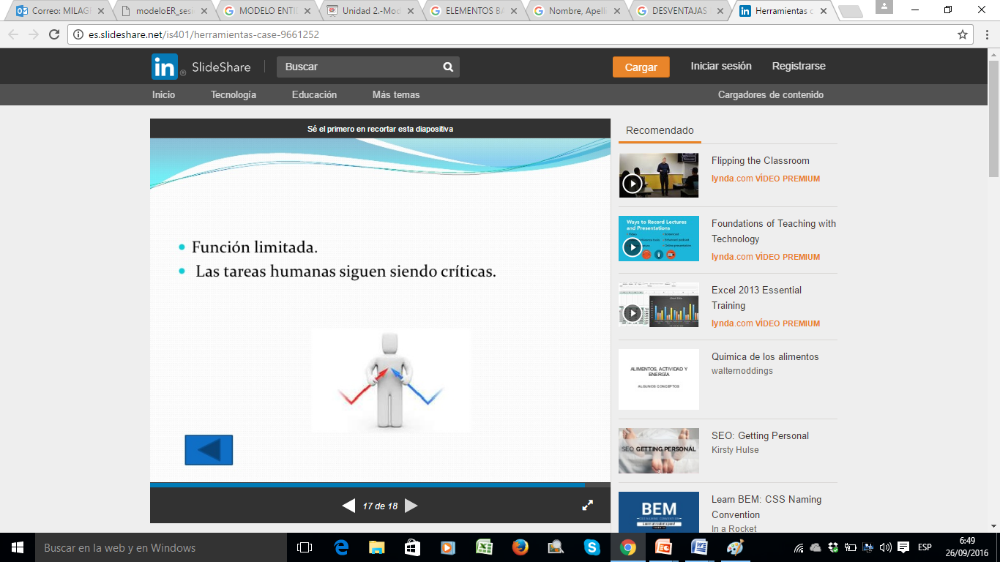 Correo: MILAGI
modeloER_sesi
MODELO ENTII
Unidad 2.-Mod
ELEMENTOS BA
Nombre, Apelli
DESVENTAJAS
Herramientas c
es.slideshare.net/is401/herramientas-case-9661252
in ® SlideShare
Buscar
Cargar
Iniciar sesión
Registrarse
Inicio
Tecnología
Educación
Más temas
Cargadores de contenido
Sé el primero en recortar esta diapositiva
• Función limitada.
• Las tareas humanas siguen siendo críticas.
17 de 18
Recomendado
Flipping the Classroom
lynda.com VÍDEO PREMIUM
Ways to Record Lectures
and Presentations
Foundations of Teaching with
Technology
lynda.com VÍDEO PREMIUM
Excel 2013 Essential
Training
lynda.com VÍDEO PREMIUM
ALIMENTOS, ACTIVIDAD Y
ENERGÍA
ALGUNOS CONCEPTOS
Quimica de los alimentos
walternoddings
SEO: GETTING PERSONAL
SEO: Getting Personal
Kirsty Hulse
BEM
Learn BEM: CSS Naming
Convention
In a Rocket
Buscar en la web y en Windows
ESP
6:49
26/09/2016